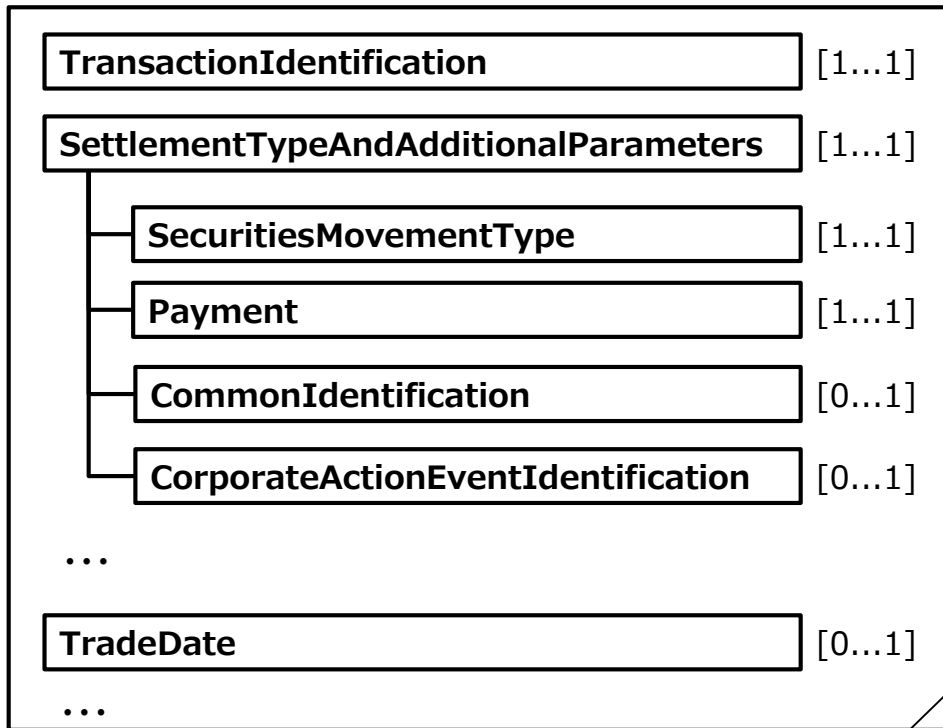 TransactionIdentification [1...1]
SettlementTypeAndAdditionalParameters [1...1]
SecuritiesMovementType [1...1]
Payment [1...1]
CommonIdentification [0...1]
CorporateActionEventIdentification [0...1]
...
TradeDate [0...1]
...